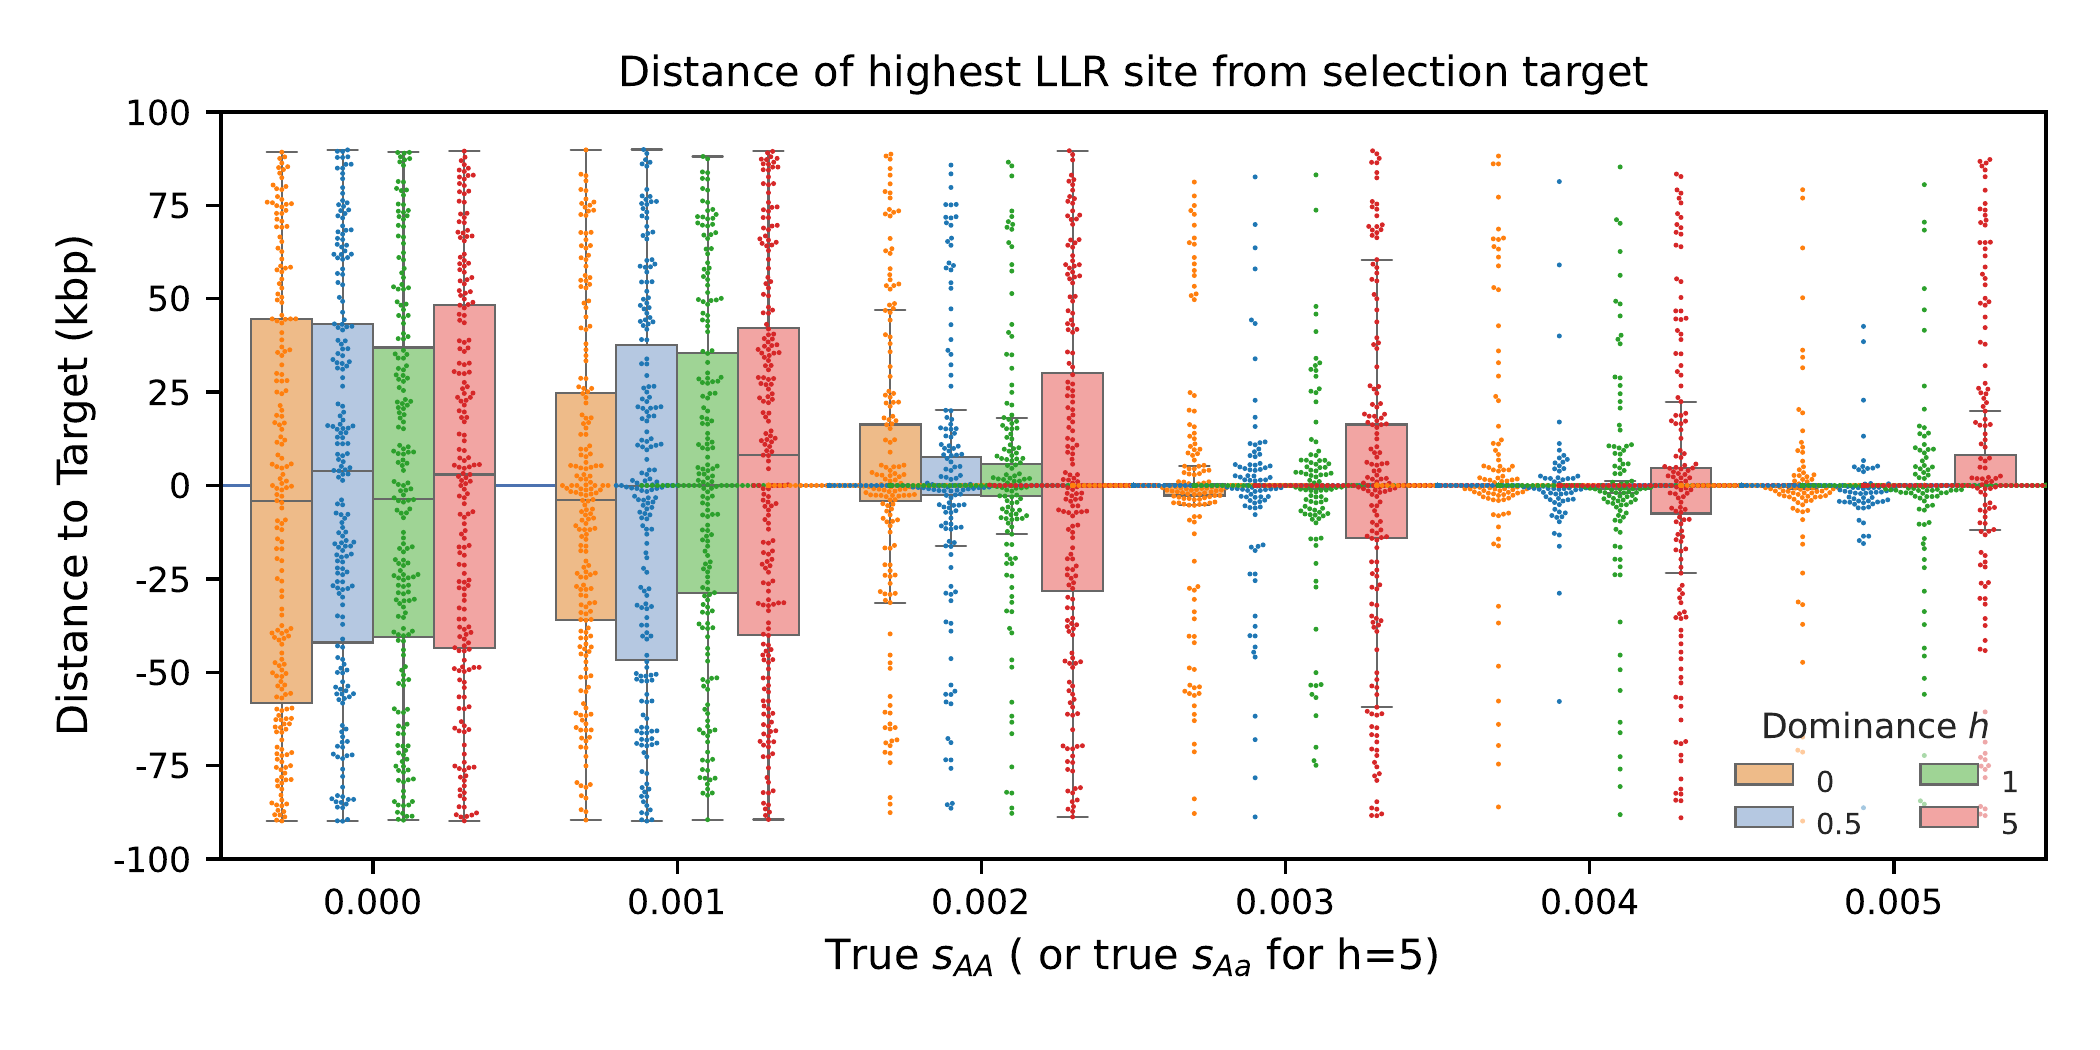 Distance of highest LLR site from selection target
Distance to Target (kbp)
100
75
50
25
0
-25
-50
-75
-100
0.000 0.001 0.002 0.003 0.004 0.005
True sAA ( or true sAa for h=5)
Dominance h
0 1
0.5 5